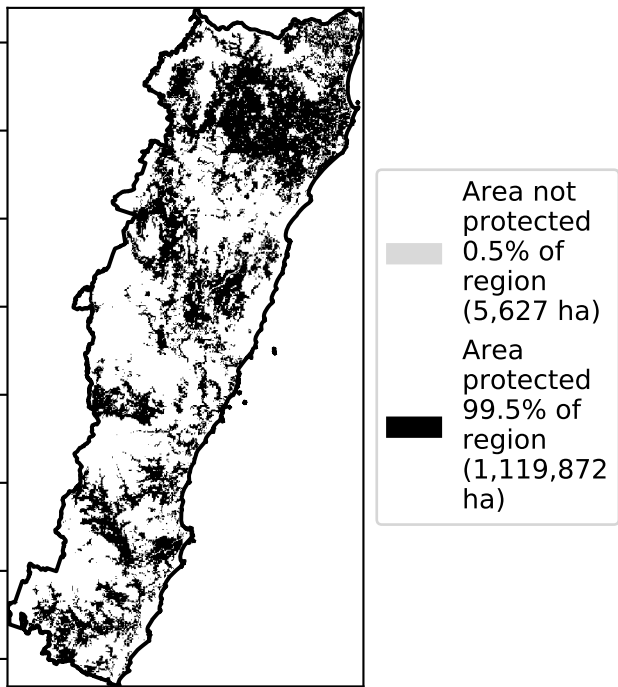 Area not
protected
0.5% of
region
(5,627 ha)
Area
protected
99.5% of
region
(1,119,872
ha)